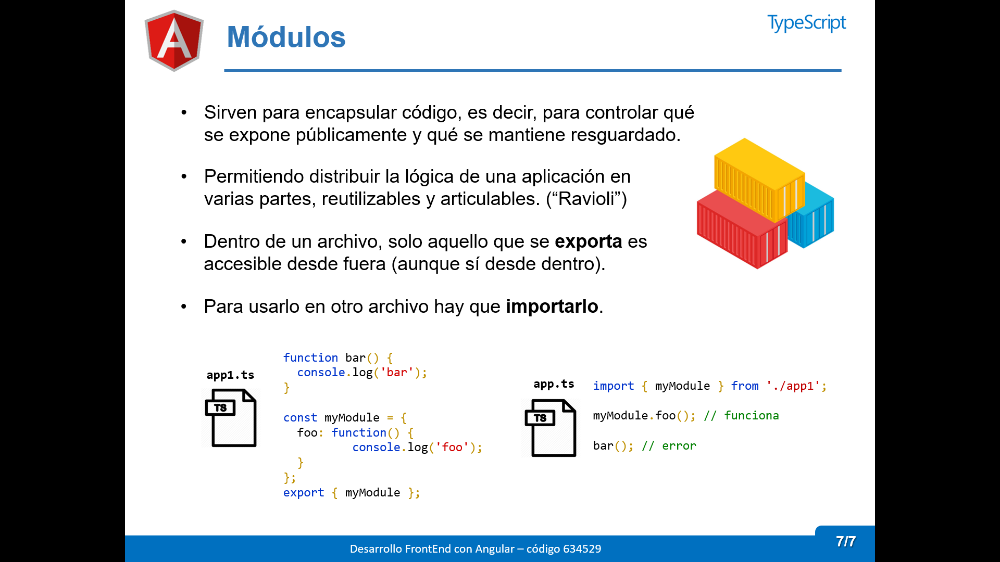 Módulos
TypeScript
• Sirven para encapsular código, es decir, para controlar qué
se expone públicamente y qué se mantiene resguardado.
• Permitiendo distribuir la lógica de una aplicación en
varias partes, reutilizables y articulables. (“Ravioli”)
• Dentro de un archivo, solo aquello que se exporta es
accesible desde fuera (aunque sí desde dentro).
• Para usarlo en otro archivo hay que importarlo.
app1.ts
TS
function bar() {
  console.log('bar');
}
const myModule = {
  foo: function() {
          console.log('foo');
  }
};
export { myModule };
app.ts
TS
import { myModule } from './app1';
myModule.foo(); // funciona
bar(); // error
Desarrollo FrontEnd con Angular – código 634529
7/7